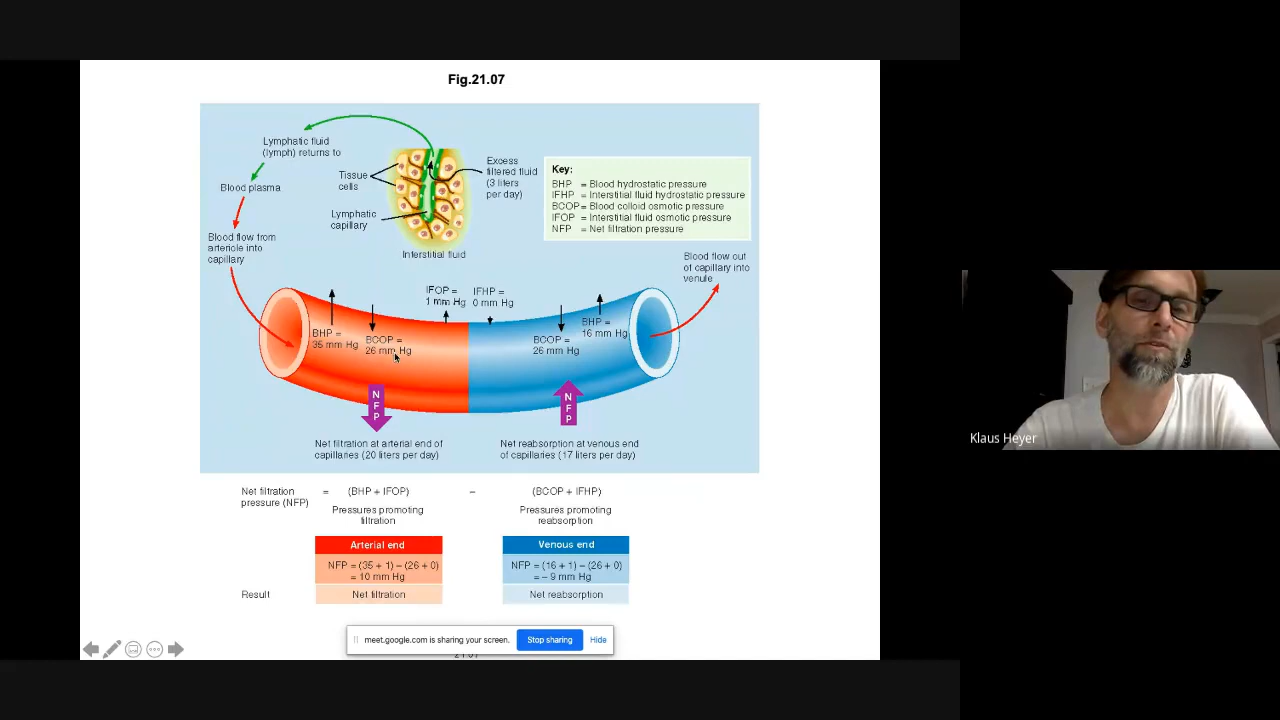 Fig.21.07
Lymphatic fluid
(lymph) returns to
Tissue
cells
Excess
filtered fluid
(3 liters
per day)
Key:
BHP = Blood hydrostatic pressure
IFHP = Interstitial fluid hydrostatic pressure
BCOP = Blood colloid osmotic pressure
IFOP = Interstitial fluid osmotic pressure
NFP = Net filtration pressure
Blood plasma
Lymphatic
capillary
Blood flow from
arteriole into
capillary
Interstitial fluid
Blood flow out
of capillary into
venule
IFOP =
1 mm Hg
IFHP =
0 mm Hg
BHP =
35 mm Hg
BCOP =
26 mm Hg
BCOP =
26 mm Hg
BHP =
16 mm Hg
NFP
NFP
Net filtration at arterial end of
capillaries (20 liters per day)
Net reabsorption at venous end
of capillaries (17 liters per day)
Net filtration
pressure (NFP)
= (BHP + IFOP) – (BCOP + IFHP)
Pressures promoting
filtration
Pressures promoting
reabsorption
Arterial end
NFP = (35 + 1) – (26 + 0)
= 10 mm Hg
Venous end
NFP = (16 + 1) – (26 + 0)
= – 9 mm Hg
Result Net filtration Net reabsorption
meet.google.com is sharing your screen. Stop sharing Hide
Klaus Heyer